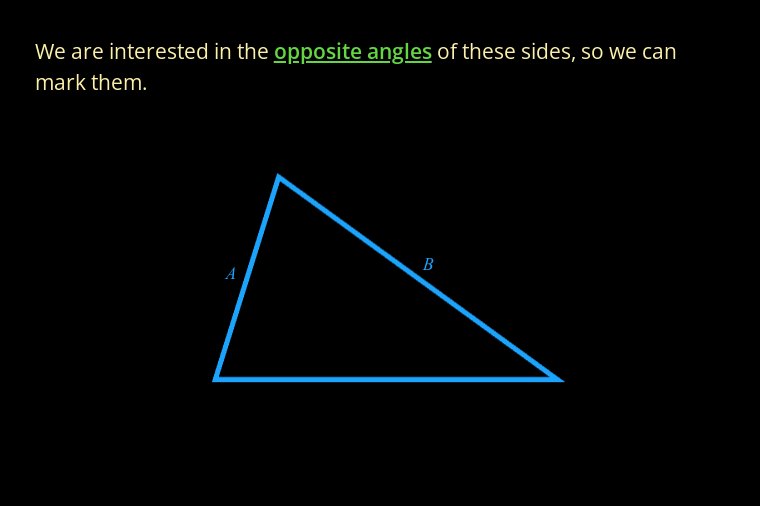 We are interested in the opposite angles of these sides, so we can
mark them.
A
B